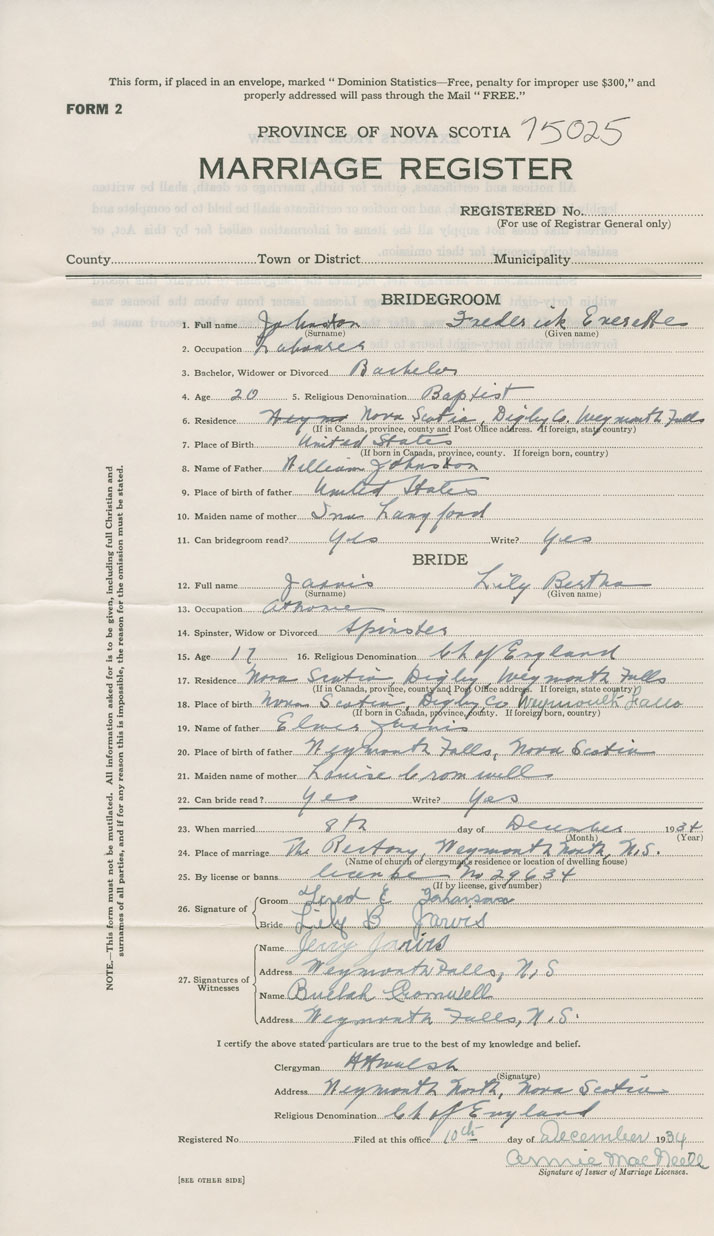 This form, if placed in an envelope, marked " Dominion Statistics—Free, penalty for improper use $300," and
properly addressed will pass through the Mail " FREE."
FORM 2
PROVINCE OF NOVA SCOTIA 15025
MARRIAGE REGISTER
REGISTERED No.
(For use of Registrar General only)
County Town or District Municipality
BRIDEGROOM
1. Full name Johnston Frederick Everette
(Surname) (Given name)
2. Occupation Labourer
3. Bachelor, Widower or Divorced Bachelor
4. Age 20 5. Religious Denomination Baptist
6. Residence Nova Scotia, Digby Co. Weymouth Falls
(If in Canada, province, county and Post Office address. If foreign, state country)
7. Place of Birth United States
(If born in Canada, province, county. If foreign born, country)
8. Name of Father William Johnston
9. Place of birth of father United States
10. Maiden name of mother Ina Langford
11. Can bridegroom read? Yes Write? Yes
BRIDE
12. Full name Jarvis Lily Bertha
(Surname) (Given name)
13. Occupation at home
14. Spinster, Widow or Divorced Spinster
15. Age 17 16. Religious Denomination Ch of England
17. Residence Nova Scotia, Digby, Weymouth Falls
(If in Canada, province, county and Post Office address. If foreign, state country)
18. Place of birth Nova Scotia, Digby Co Weymouth Falls
(If born in Canada, province, county. If foreign born, country)
19. Name of father Jarvis
20. Place of birth of father Weymouth Falls, Nova Scotia
21. Maiden name of mother Louise Cromwell
22. Can bride read? Yes Write? Yes
23. When married 8th day of December 1934
(Month) (Year)
24. Place of marriage The Rectory, Weymouth North, N.S.
(Name of church of clergyman's residence or location of dwelling house)
25. By license or banns license No 29634
(If by license, give number)
26. Signature of Groom Fred E Johnson
Bride Lily B Jarvis
27. Signatures of Witnesses Name Jerry Jarvis
Address Weymouth Falls, N.S
Name Buelah Cromwell
Address Weymouth Falls, N.S.
I certify the above stated particulars are true to the best of my knowledge and belief.
Clergyman Walsh
(Signature)
Address Weymouth North, Nova Scotia
Religious Denomination Ch of England
Registered No. Filed at this office 10th day of December 1934
Annie MacNeill
Signature of Issuer of Marriage Licenses.
[SEE OTHER SIDE]
NOTE.—This form must not be mutilated. All information asked for is to be given, including full Christian and
surnames of all parties, and if for any reason this is impossible, the reason for the omission must be stated.